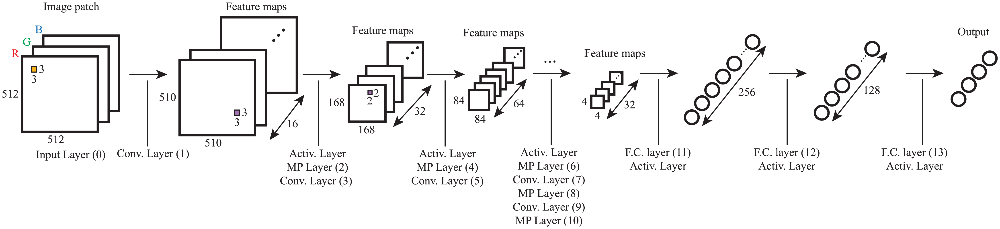 Image patch
B
G
R
3
3
512
512
Input Layer (0)
Conv. Layer (1)
Feature maps
510
3
3
510
16
Activ. Layer
MP Layer (2)
Conv. Layer (3)
Feature maps
168
2
2
168
32
Activ. Layer
MP Layer (4)
Conv. Layer (5)
Feature maps
84
84
64
...
Activ. Layer
MP Layer (6)
Conv. Layer (7)
MP Layer (8)
Conv. Layer (9)
MP Layer (10)
Feature maps
4
4
32
F.C. layer (11)
Activ. Layer
256
F.C. layer (12)
Activ. Layer
128
F.C. layer (13)
Activ. Layer
Output